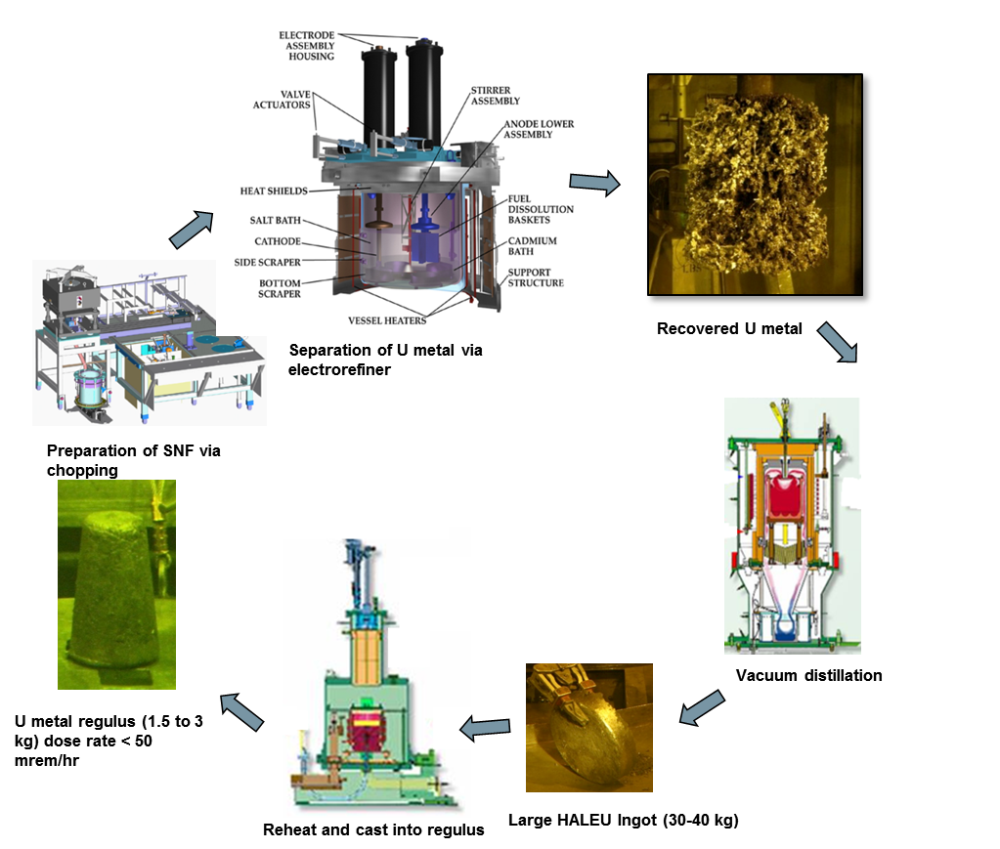 ELECTRODE
ASSEMBLY
HOUSING
VALVE
ACTUATORS
STIRRER
ASSEMBLY
ANODE LOWER
ASSEMBLY
HEAT SHIELDS
SALT BATH
CATHODE
SIDE SCRAPER
BOTTOM
SCRAPER
FUEL
DISSOLUTION
BASKETS
CADMIUM
BATH
SUPPORT
STRUCTURE
VESSEL HEATERS
Separation of U metal via
electrorefiner
LBS
Recovered U metal
Preparation of SNF via
chopping
Vacuum distillation
U metal regulus (1.5 to 3
kg) dose rate < 50
mrem/hr
Large HALEU Ingot (30-40 kg)
Reheat and cast into regulus